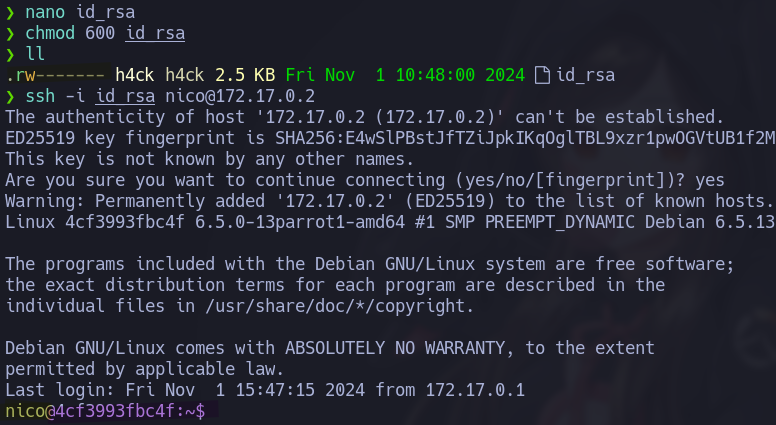 ❯ nano id_rsa
❯ chmod 600 id_rsa
❯ ll
.rw------- h4ck h4ck 2.5 KB Fri Nov  1 10:48:00 2024 id_rsa
❯ ssh -i id_rsa nico@172.17.0.2
The authenticity of host '172.17.0.2 (172.17.0.2)' can't be established.
ED25519 key fingerprint is SHA256:E4wSlPBstJfTZiJpkIKqOglTBL9xzr1pwOGVtUB1f2M
This key is not known by any other names.
Are you sure you want to continue connecting (yes/no/[fingerprint])? yes
Warning: Permanently added '172.17.0.2' (ED25519) to the list of known hosts.
Linux 4cf3993fbc4f 6.5.0-13parrot1-amd64 #1 SMP PREEMPT_DYNAMIC Debian 6.5.13
The programs included with the Debian GNU/Linux system are free software;
the exact distribution terms for each program are described in the
individual files in /usr/share/doc/*/copyright.
Debian GNU/Linux comes with ABSOLUTELY NO WARRANTY, to the extent
permitted by applicable law.
Last login: Fri Nov  1 15:47:15 2024 from 172.17.0.1
nico@4cf3993fbc4f:~$